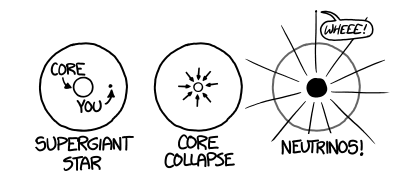 WHEEE!
CORE
YOU
SUPERGIANT
STAR
CORE
COLLAPSE
NEUTRINOS!